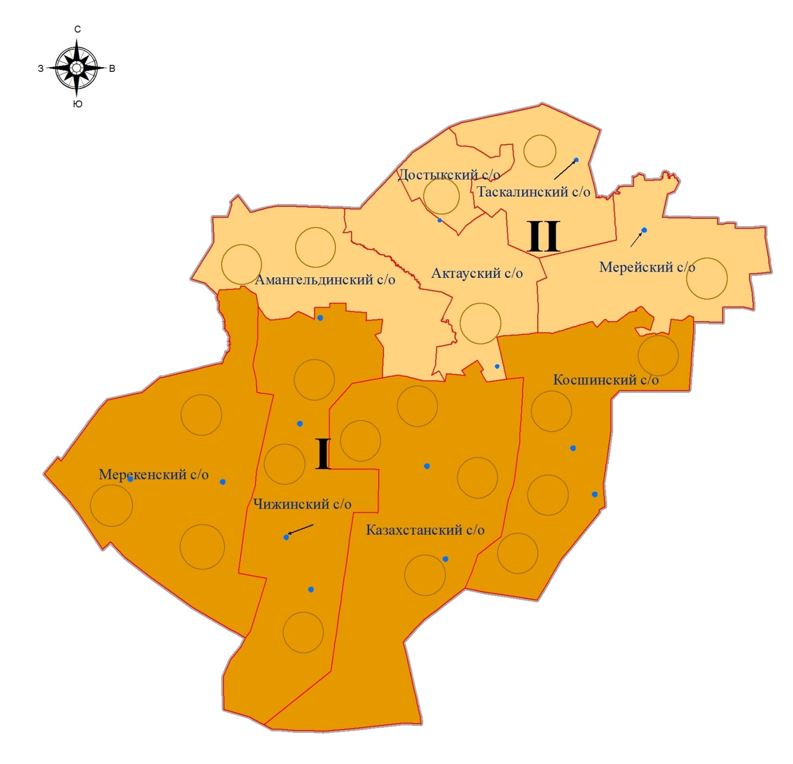 С
З
В
Ю
Достыкский с/о
Таскалинский с/о
II
Мерейский с/о
Актауский с/о
Амангельдинский с/о
Косшинский с/о
I
Мерекенский с/о
Чижинский с/о
Казахстанский с/о